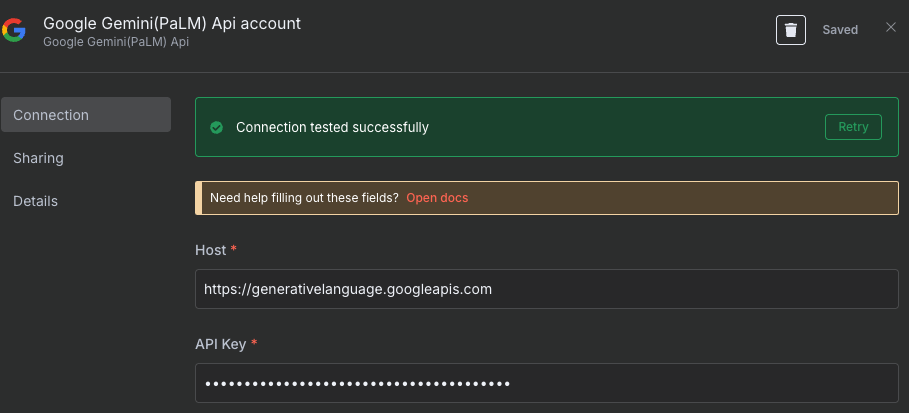 Google Gemini(PaLM) Api account
Google Gemini(PaLM) Api
Saved
Connection
Sharing
Details
Connection tested successfully
Retry
Need help filling out these fields? Open docs
Host *
https://generativelanguage.googleapis.com
API Key *
•••••••••••••••••••••••••••••••••••••••